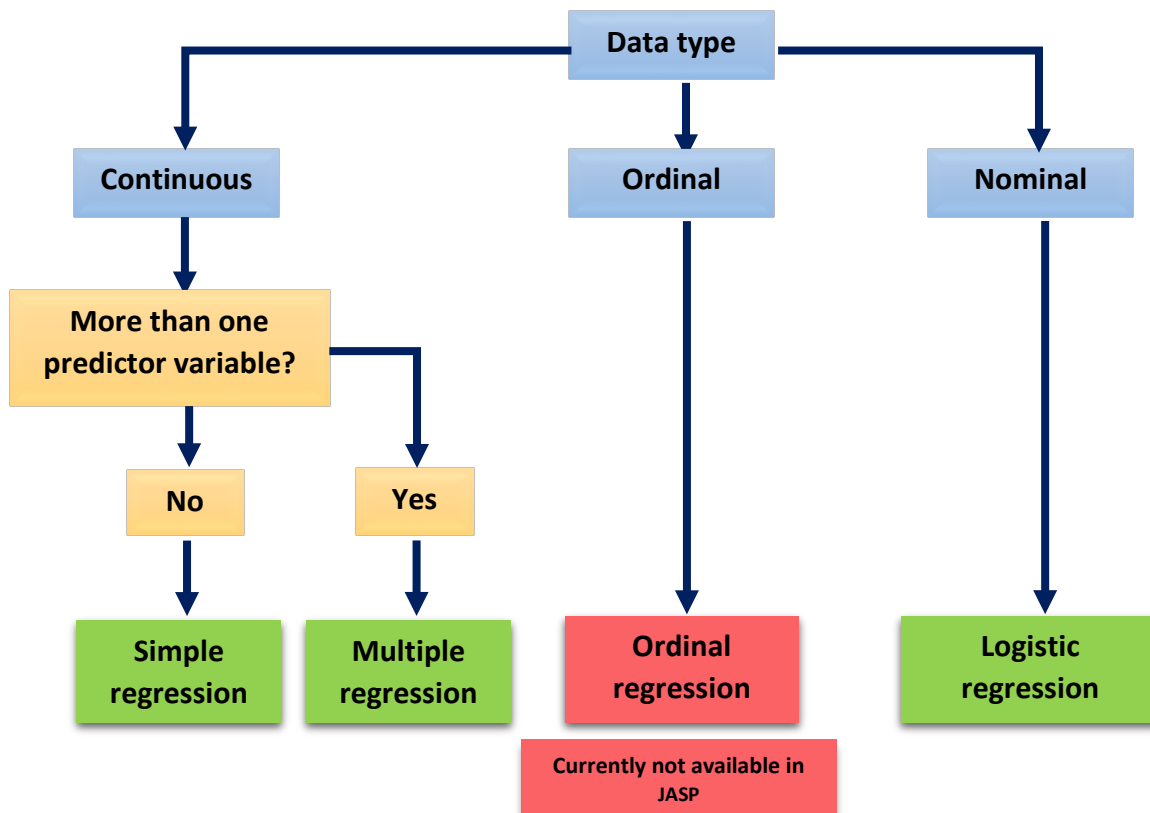 Data type
Continuous
Ordinal
Nominal
More than one
predictor variable?
No
Yes
Simple
regression
Multiple
regression
Ordinal
regression
Logistic
regression
Currently not available in
JASP